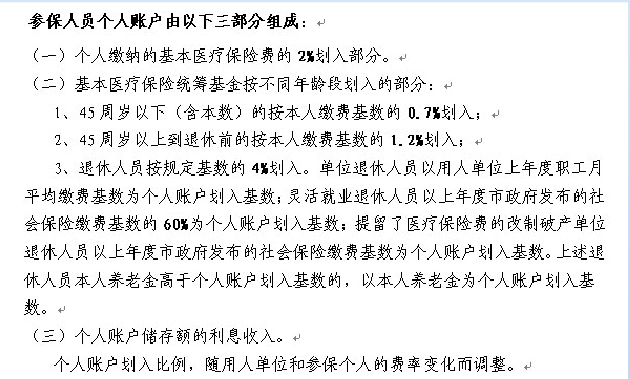 参保人员个人账户由以下三部分组成：
（一）个人缴纳的基本医疗保险费的 2%划入部分。
（二）基本医疗保险统筹基金按不同年龄段划入的部分：
1、45 周岁以下（含本数）的按本人缴费基数的 0.7%划入；
2、45 周岁以上到退休前的按本人缴费基数的 1.2%划入；
3、退休人员按规定基数的 4%划入。单位退休人员以用人单位上年度职工月
平均缴费基数为个人账户划入基数；灵活就业退休人员以上年度市政府发布的社
会保险缴费基数的 60%为个人账户划入基数；提留了医疗保险费的改制破产单位
退休人员以上年度市政府发布的社会保险缴费基数为个人账户划入基数。上述退
休人员本人养老金高于个人账户划入基数的，以本人养老金为个人账户划入基
数。
（三）个人账户储存额的利息收入。
个人账户划入比例，随用人单位和参保个人的费率变化而调整。